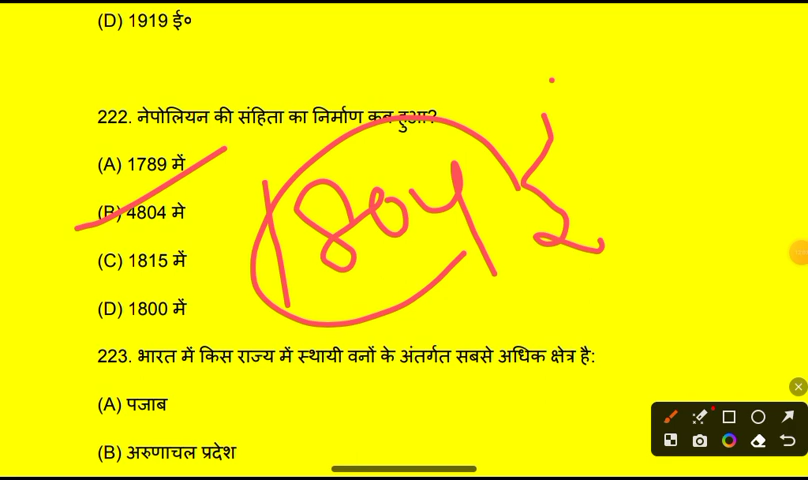 (D) 1919 ई०
222. नेपोलियन की संहिता का निर्माण कब हुआ?
(A) 1789 में
(B) 4804 मे
1804 ई
(C) 1815 में
(D) 1800 में
223. भारत में किस राज्य में स्थायी वनों के अंतर्गत सबसे अधिक क्षेत्र है:
(A) पजाब
(B) अरुणाचल प्रदेश